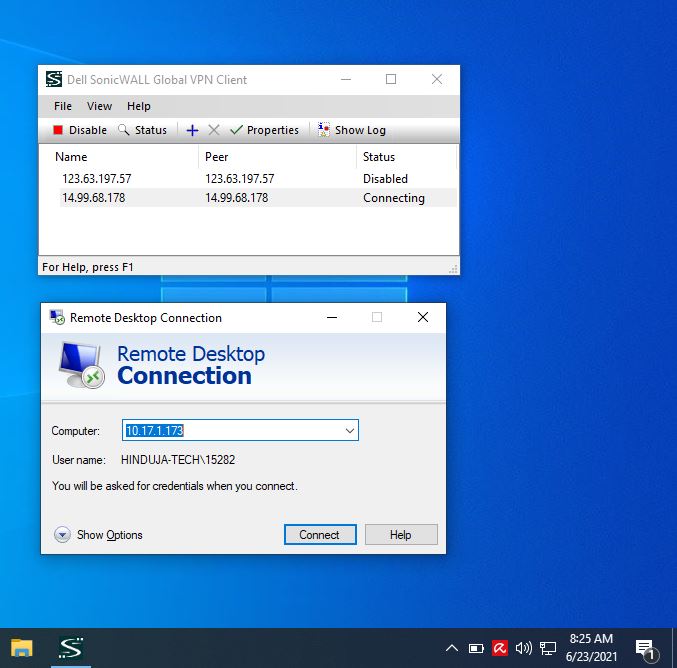 Dell SonicWALL Global VPN Client
File View Help
Disable Status Properties Show Log
Name Peer Status
123.63.197.57 123.63.197.57 Disabled
14.99.68.178 14.99.68.178 Connecting
For Help, press F1
Remote Desktop Connection
Remote Desktop
Connection
Computer: 10.17.1.173
User name: HINDUJA-TECH\15282
You will be asked for credentials when you connect.
Show Options Connect Help
8:25 AM
6/23/2021
1